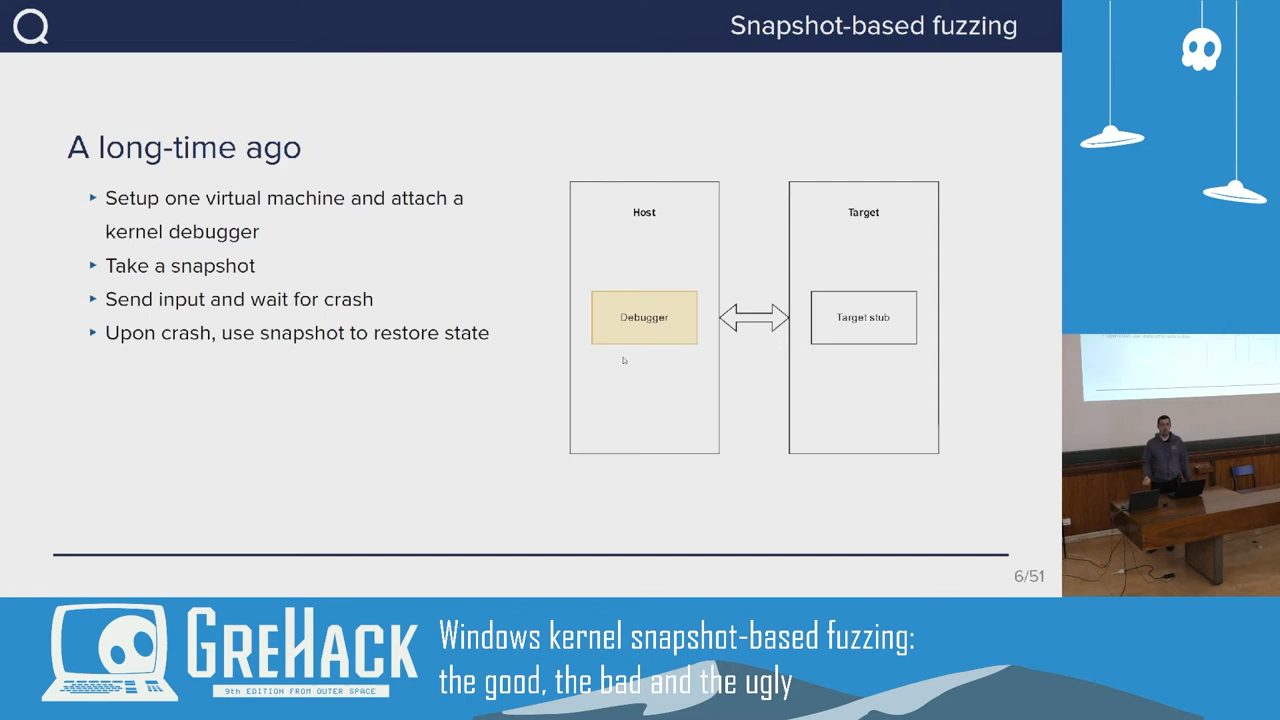 Snapshot-based fuzzing
A long-time ago
Setup one virtual machine and attach a
kernel debugger
Take a snapshot
Send input and wait for crash
Upon crash, use snapshot to restore state
Host
Target
Debugger
Target stub
6/51
GREHACK
9TH EDITION FROM OUTER SPACE
Windows kernel snapshot-based fuzzing:
the good, the bad and the ugly